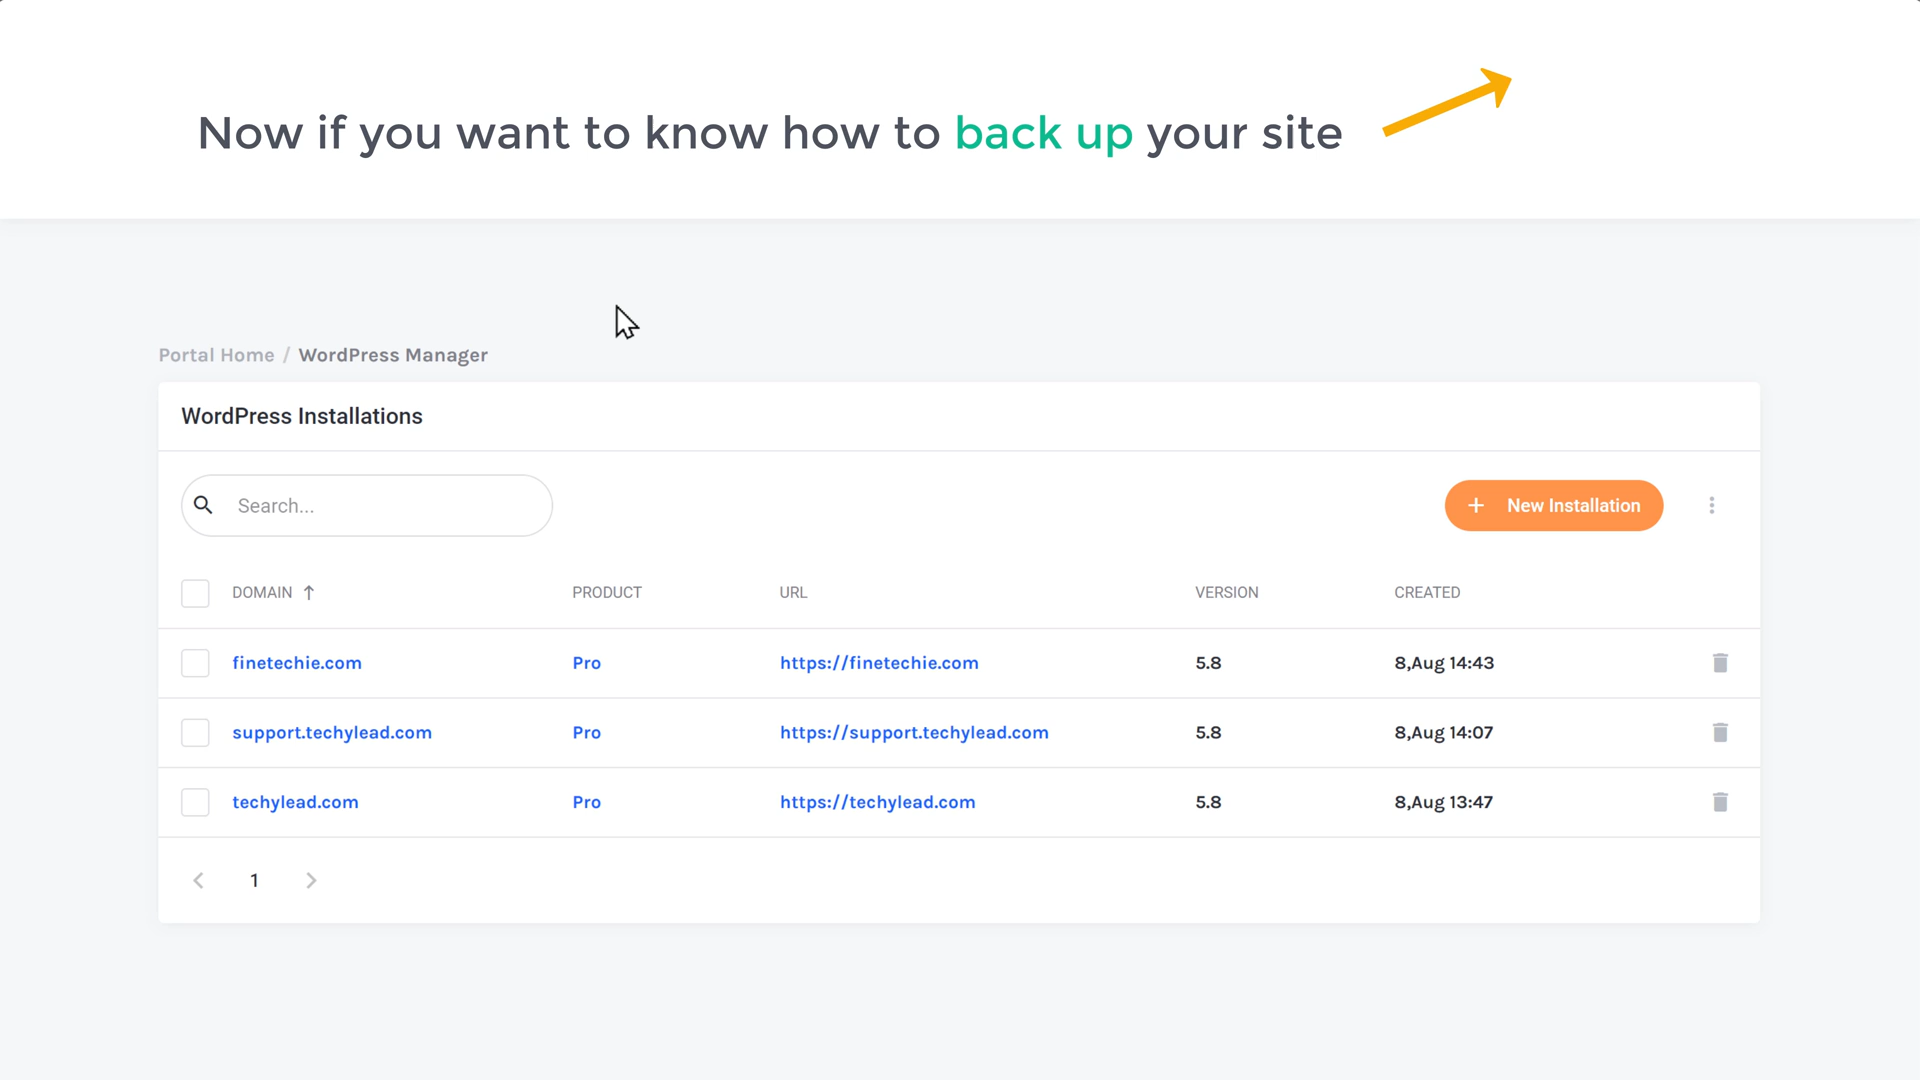 Now if you want to know how to back up your site
Portal Home / WordPress Manager
WordPress Installations
Search...
+ New Installation
DOMAIN ↑ PRODUCT URL VERSION CREATED
finetechie.com Pro https://finetechie.com 5.8 8,Aug 14:43
support.techylead.com Pro https://support.techylead.com 5.8 8,Aug 14:07
techylead.com Pro https://techylead.com 5.8 8,Aug 13:47
1